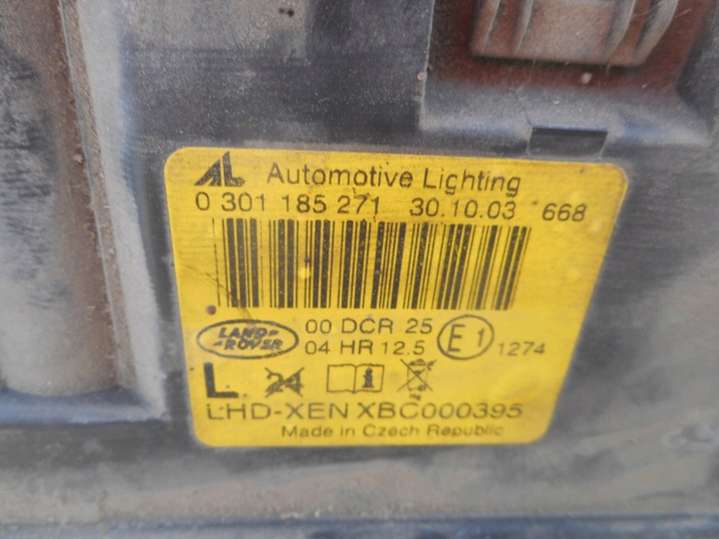 AL Automotive Lighting
0 301 185 271 30.10.03 668
LAND-
-ROVER
00 DCR 25
04 HR 12.5
E1
1274
L 24
LHD-XEN XBC000395
Made in Czech Republic